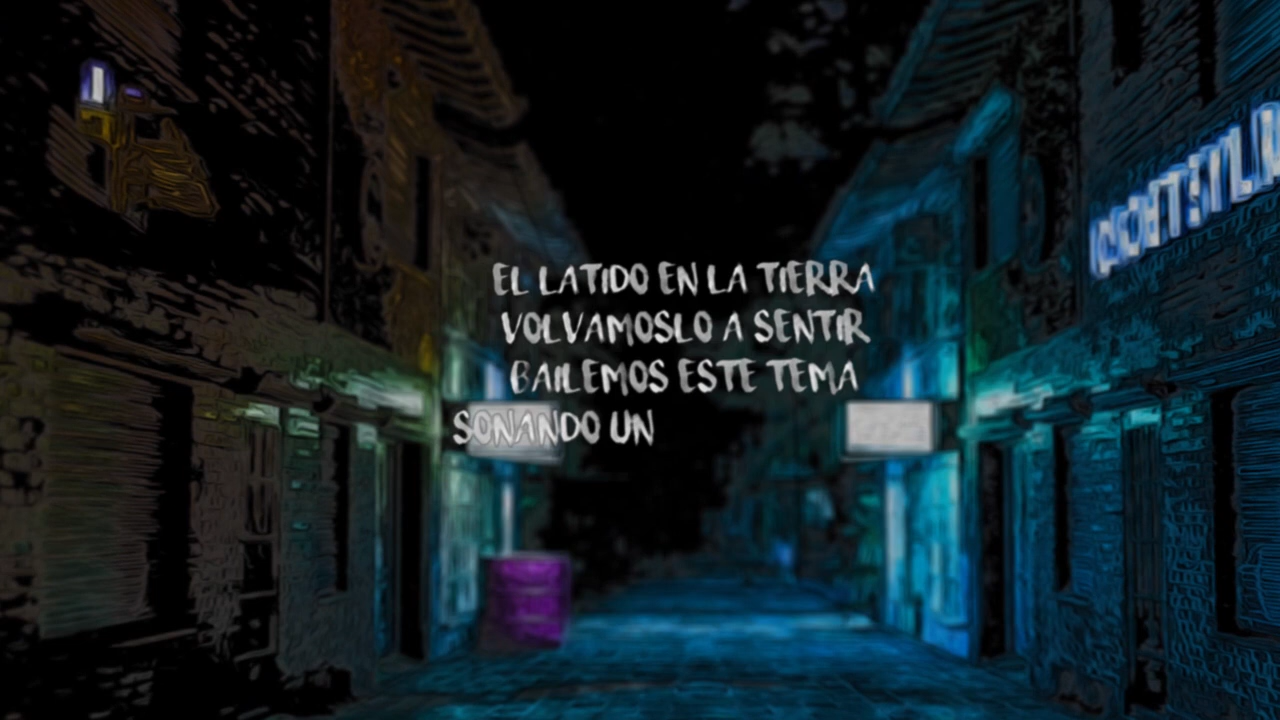 EL LATIDO EN LA TIERRA
VOLVAMOSLO A SENTIR
BAILEMOS ESTE TEMA
SONANDO UN